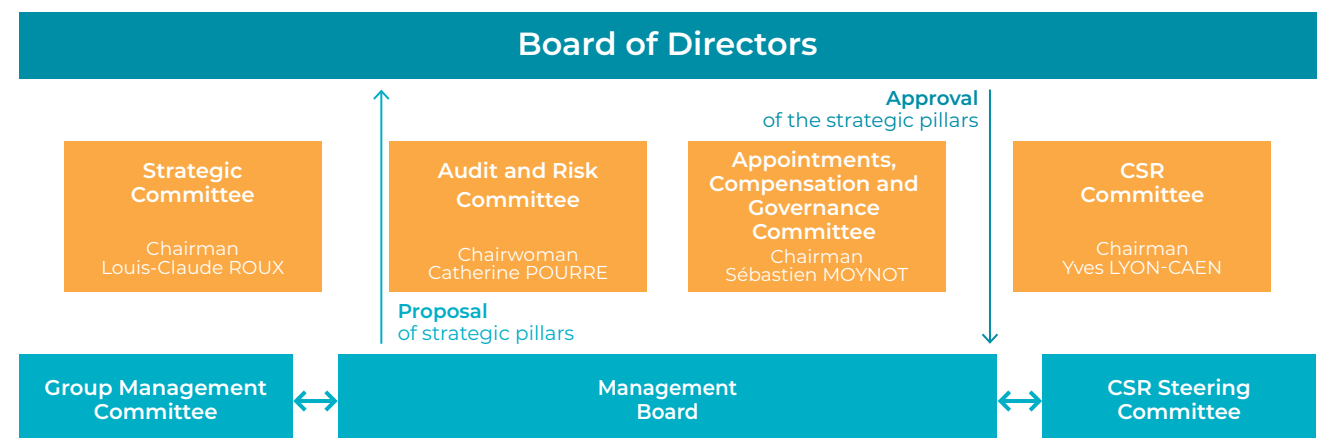 Board of Directors
Approval
of the strategic pillars
Strategic
Committee
Chairman
Louis-Claude ROUX
Audit and Risk
Committee
Chairwoman
Catherine POURRE
Appointments,
Compensation and
Governance
Committee
Chairman
Sébastien MOYNOT
CSR
Committee
Chairman
Yves LYON-CAEN
Proposal
of strategic pillars
Group Management
Committee
Management
Board
CSR Steering
Committee